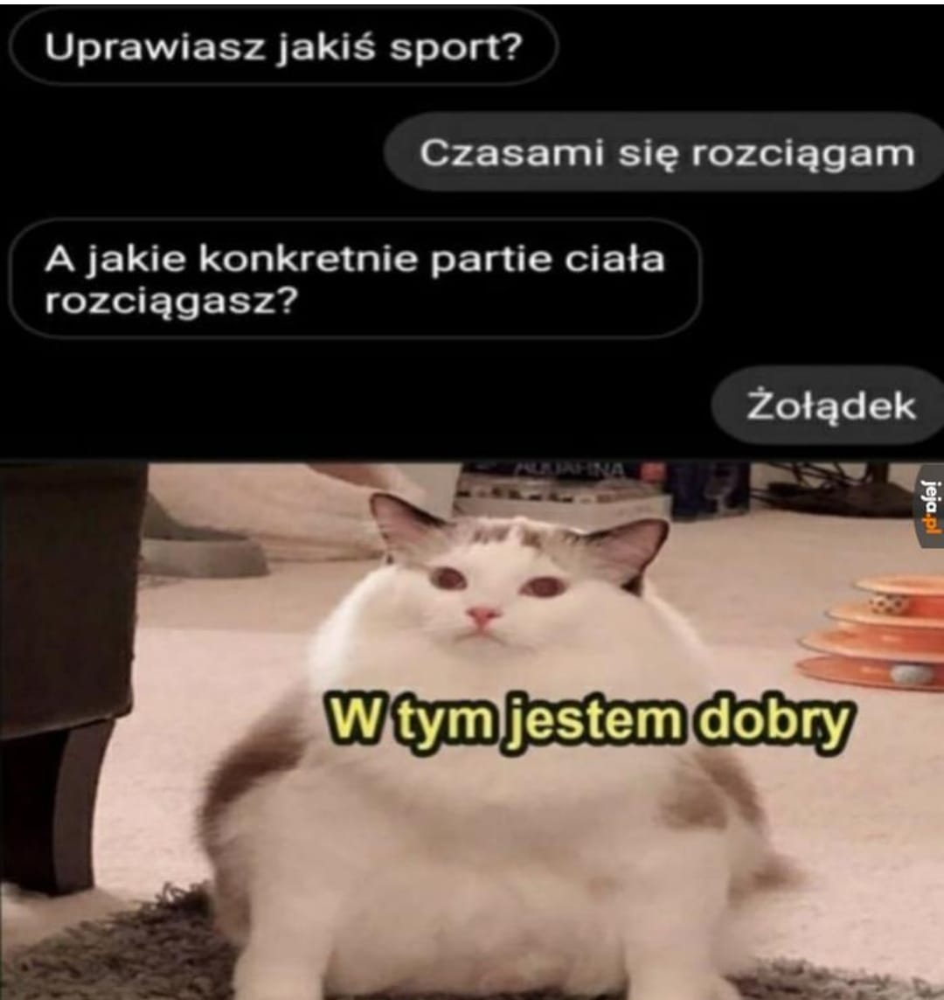 Uprawiasz jakiś sport?
Czasami się rozciągam
A jakie konkretnie partie ciała
rozciągasz?
Żołądek
jeja.pl
W tym jestem dobry